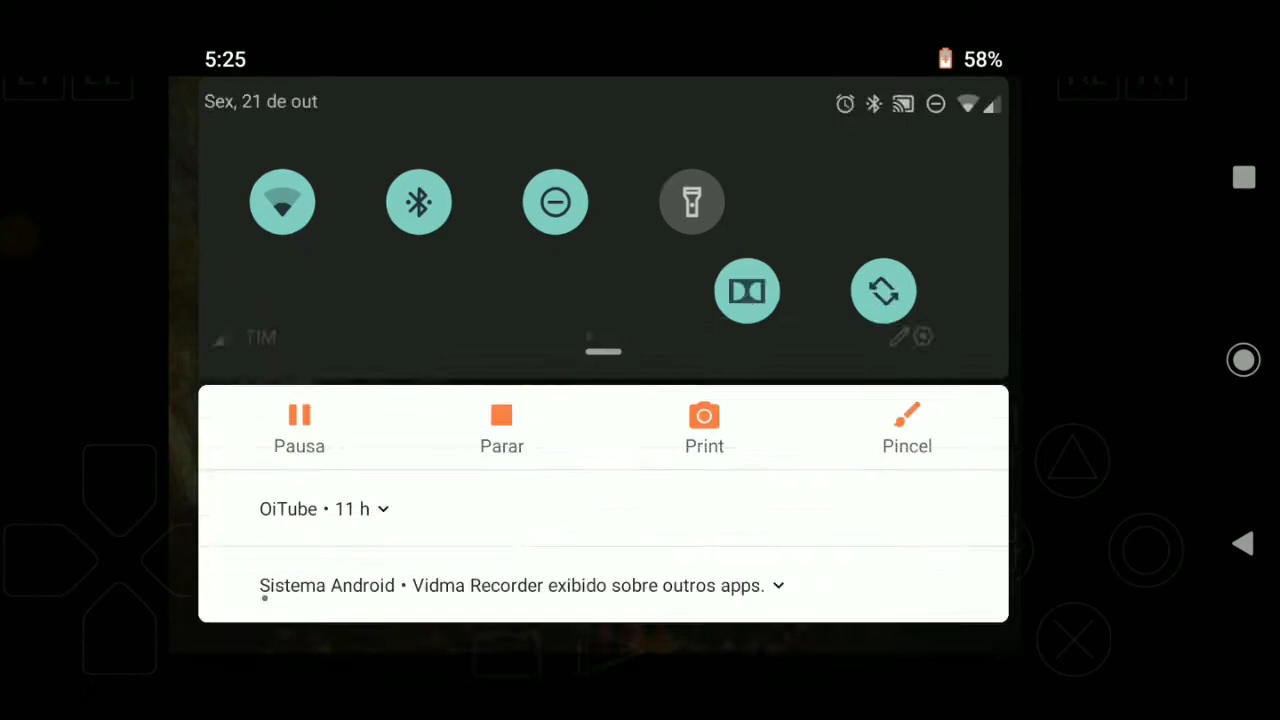 5:25
58%
Sex, 21 de out
TIM
Pausa
Parar
Print
Pincel
OiTube • 11 h
Sistema Android • Vidma Recorder exibido sobre outros apps.